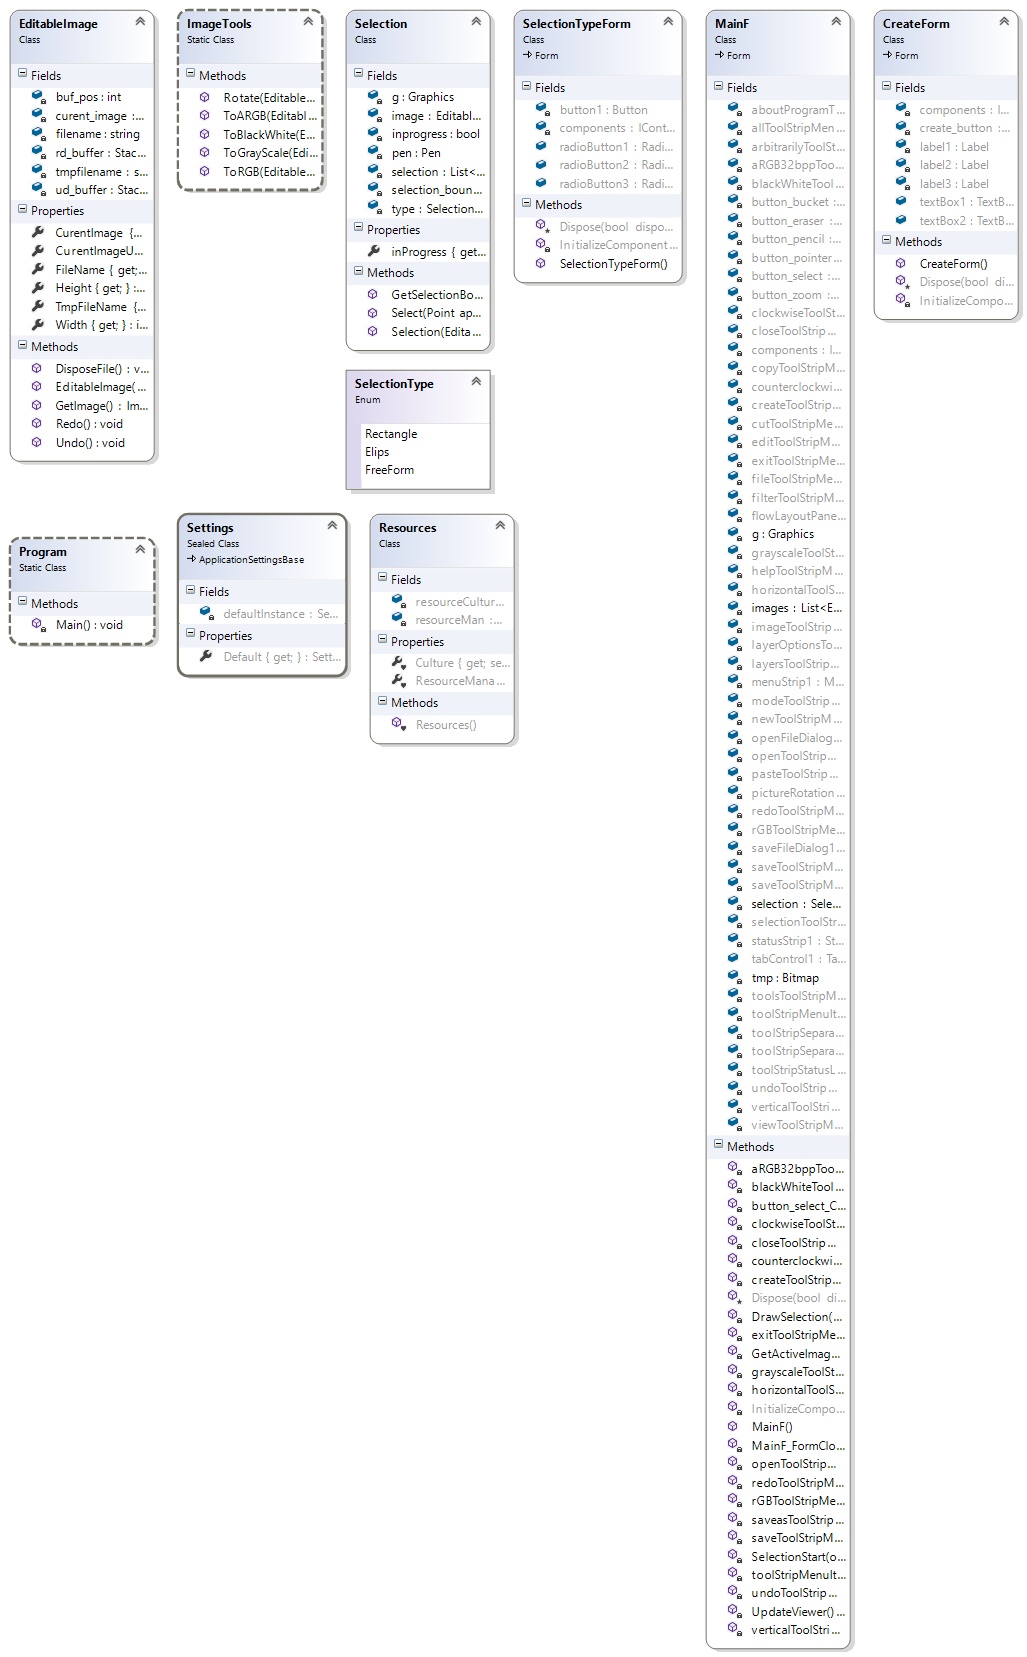 EditableImage
Class
Fields
buf_pos : int
curent_image :...
filename : string
rd_buffer : Stac...
tmpfilename : s...
ud_buffer : Stac...
Properties
CurentImage {...
CurentImageU...
FileName { get;...
Height { get; } :...
TmpFileName {...
Width { get; } : i...
Methods
DisposeFile() : v...
EditableImage(...
GetImage() : Im...
Redo() : void
Undo() : void
ImageTools
Static Class
Methods
Rotate(Editable...
ToARGB(Editabl...
ToBlackWhite(E...
ToGrayScale(Edi...
ToRGB(Editable...
Selection
Class
Fields
g : Graphics
image : Editabl...
inprogress : bool
pen : Pen
selection : List<...
selection_boun...
type : Selection...
Properties
inProgress { get...
Methods
GetSelectionBo...
Select(Point ap...
Selection(Edita...
SelectionType
Enum
Rectangle
Elips
FreeForm
SelectionTypeForm
Class
Form
Fields
button1 : Button
components : ICont...
radioButton1 : Radi...
radioButton2 : Radi...
radioButton3 : Radi...
Methods
Dispose(bool dispo...
InitializeComponent...
SelectionTypeForm()
MainF
Class
Form
Fields
aboutProgramT...
allToolStripMen...
arbitrarilyToolSt...
aRGB32bppToo...
blackWhiteTool...
button_bucket :...
button_eraser :...
button_pencil :...
button_pointer...
button_select :...
button_zoom :...
clockwiseToolSt...
closeToolStrip...
components : I...
copyToolStripM...
counterclockwi...
createToolStrip...
cutToolStripMe...
editToolStripM...
exitToolStripMe...
fileToolStripMe...
filterToolStripM...
flowLayoutPane...
g : Graphics
grayscaleToolSt...
helpToolStripM...
horizontalToolS...
images : List<E...
imageToolStrip...
layerOptionsTo...
layersToolStrip...
menuStrip1 : M...
modeToolStrip...
newToolStripM...
openFileDialog...
openToolStrip...
pasteToolStrip...
pictureRotation...
redoToolStripM...
rGBToolStripMe...
saveFileDialog1...
saveToolStripM...
saveToolStripM...
selection : Sele...
selectionToolStr...
statusStrip1 : St...
tabControl1 : Ta...
tmp : Bitmap
toolsToolStripM...
toolStripMenuIt...
toolStripSepara...
toolStripSepara...
toolStripStatusL...
undoToolStrip...
verticalToolStri...
viewToolStripM...
Methods
aRGB32bppToo...
blackWhiteTool...
button_select_C...
clockwiseToolSt...
closeToolStrip...
counterclockwi...
createToolStrip...
Dispose(bool di...
DrawSelection(...
exitToolStripMe...
GetActiveImag...
grayscaleToolSt...
horizontalToolS...
InitializeCompo...
MainF()
MainF_FormClo...
openToolStrip...
redoToolStripM...
rGBToolStripMe...
saveasToolStrip...
saveToolStripM...
SelectionStart(o...
toolStripMenuIt...
undoToolStrip...
UpdateViewer()...
verticalToolStri...
CreateForm
Class
Form
Fields
components : I...
create_button :...
label1 : Label
label2 : Label
label3 : Label
textBox1 : TextB...
textBox2 : TextB...
Methods
CreateForm()
Dispose(bool di...
InitializeCompo...
Program
Static Class
Methods
Main() : void
Settings
Sealed Class
ApplicationSettingsBase
Fields
defaultInstance : Se...
Properties
Default { get; } : Sett...
Resources
Class
Fields
resourceCultur...
resourceMan :...
Properties
Culture { get; se...
ResourceMana...
Methods
Resources()